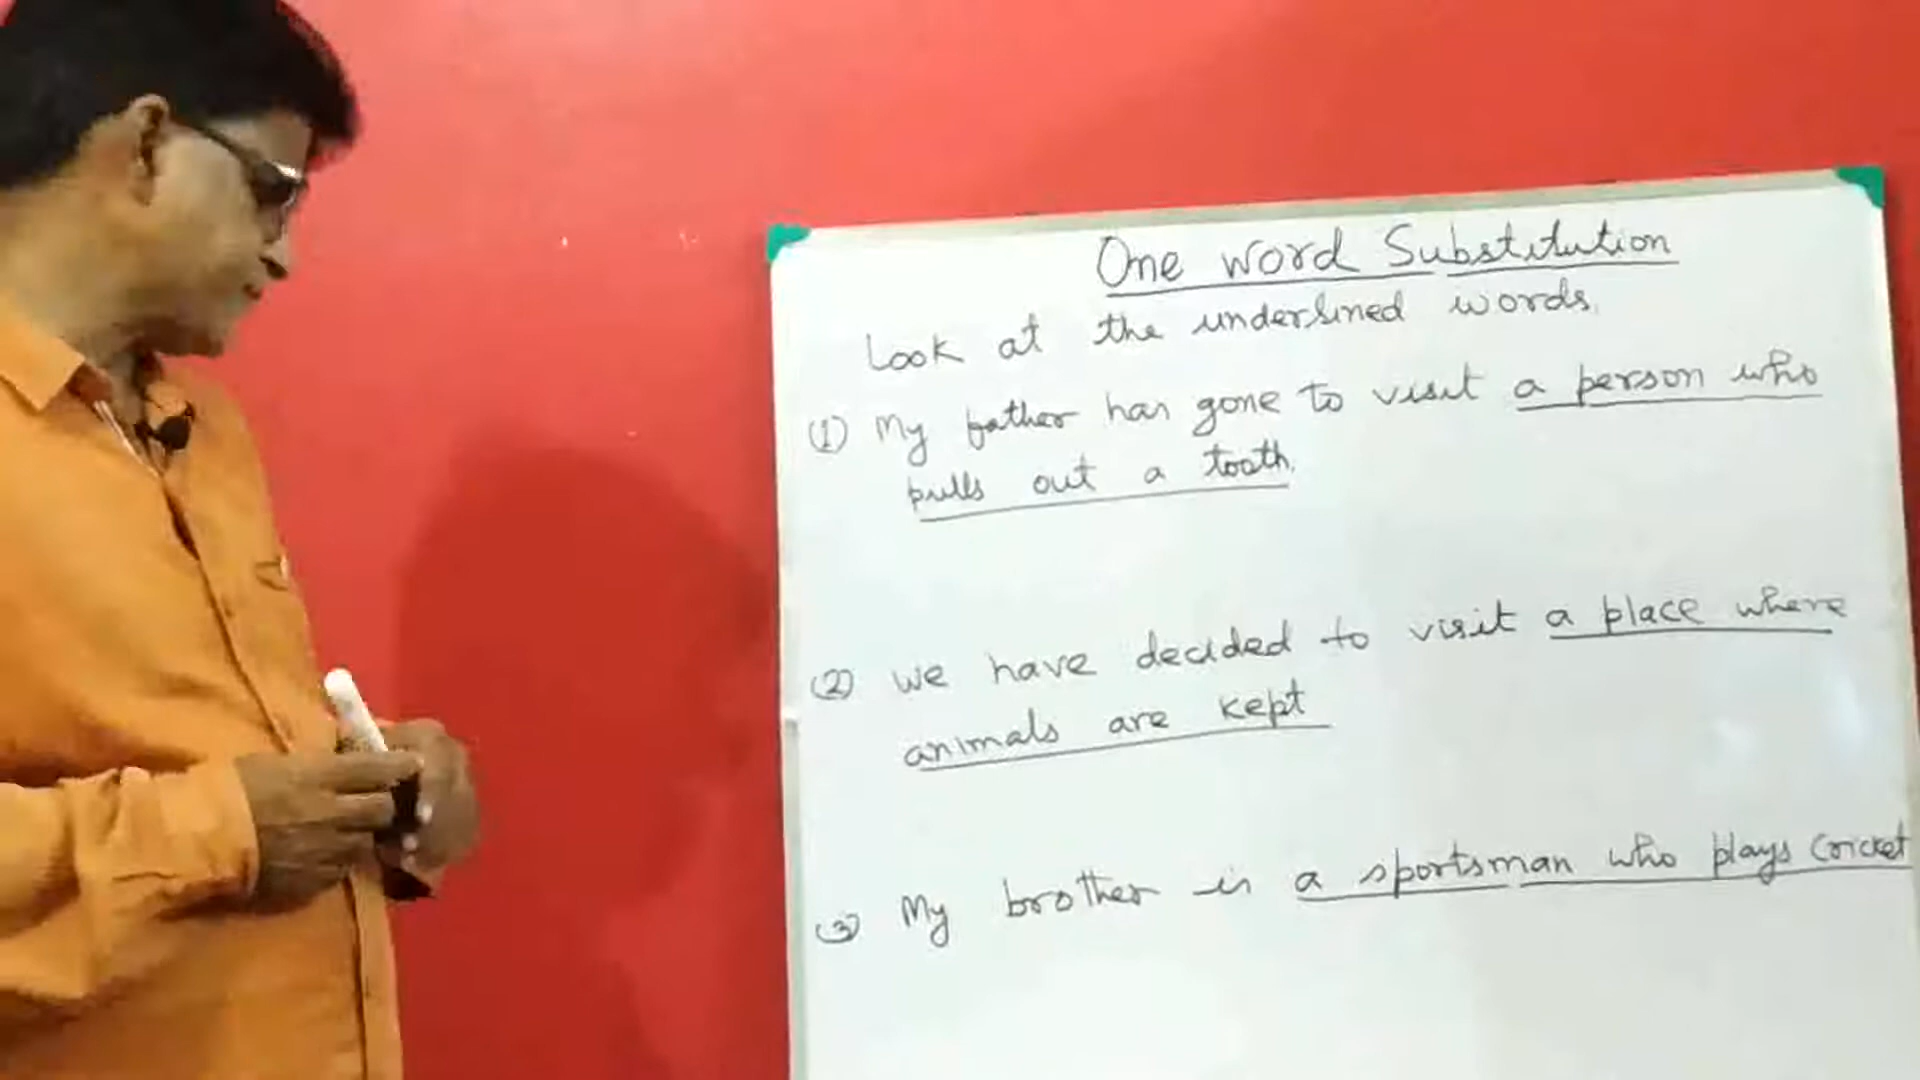 One word Substitution
Look at the underlined words.
(1) My father has gone to visit a person who
pulls out a tooth.
(2) we have decided to visit a place where
animals are kept
(3) My brother is a sportsman who plays Cricket